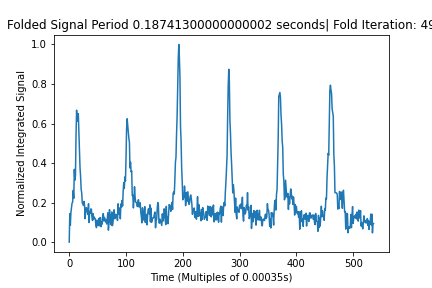 Folded Signal Period 0.18741300000000002 seconds| Fold Iteration: 49
1.0
0.8
0.6
0.4
0.2
0.0
Normalized Integrated Signal
0 100 200 300 400 500
Time (Multiples of 0.00035s)